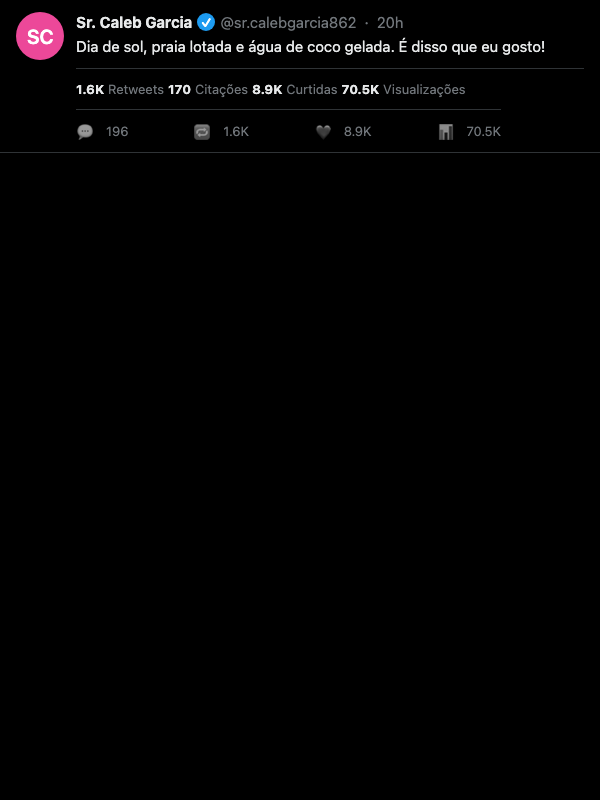 SC
Sr. Caleb Garcia @sr.calebgarcia862 · 20h
Dia de sol, praia lotada e água de coco gelada. É disso que eu gosto!
1.6K Retweets 170 Citações 8.9K Curtidas 70.5K Visualizações
196 1.6K 8.9K 70.5K